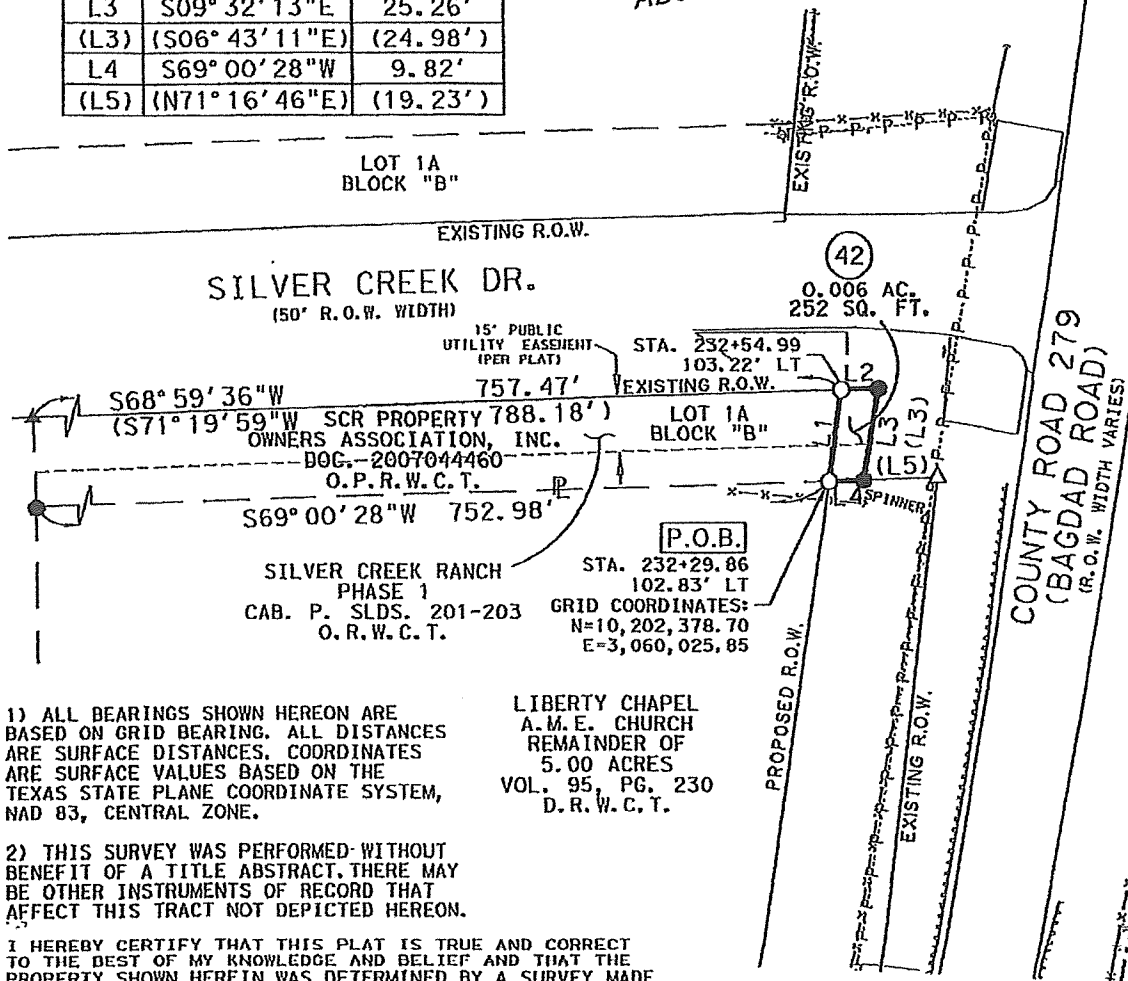 L3 S09°32'13"E 25.26'
(L3) (S06°43'11"E) (24.98')
L4 S69°00'28"W 9.82'
(L5) (N71°16'46"E) (19.23')
EXISTING R.O.W.
LOT 1A
BLOCK "B"
EXISTING R.O.W.
SILVER CREEK DR.
(50' R.O.W. WIDTH)
42
0.006 AC.
252 SQ. FT.
15' PUBLIC
UTILITY EASEMENT
(PER PLAT)
STA. 232+54.99
103.22' LT
L2
EXISTING R.O.W.
S68°59'36"W 757.47'
(S71°19'59"W 788.18')
SCR PROPERTY
OWNERS ASSOCIATION, INC.
DOC. 2007044460
O.P.R.W.C.T.
LOT 1A
BLOCK "B"
L1
L3
(L3)
(L5)
PL
S69°00'28"W 752.98'
SPINNER
P.O.B.
STA. 232+29.86
102.83' LT
GRID COORDINATES:
N=10,202,378.70
E=3,060,025.85
SILVER CREEK RANCH
PHASE 1
CAB. P. SLDS. 201-203
O.R.W.C.T.
COUNTY ROAD 279
(BAGDAD ROAD)
(R.O.W. WIDTH VARIES)
PROPOSED R.O.W.
EXISTING R.O.W.
LIBERTY CHAPEL
A.M.E. CHURCH
REMAINDER OF
5.00 ACRES
VOL. 95, PG. 230
D.R.W.C.T.
1) ALL BEARINGS SHOWN HEREON ARE
BASED ON GRID BEARING. ALL DISTANCES
ARE SURFACE DISTANCES. COORDINATES
ARE SURFACE VALUES BASED ON THE
TEXAS STATE PLANE COORDINATE SYSTEM,
NAD 83, CENTRAL ZONE.
2) THIS SURVEY WAS PERFORMED WITHOUT
BENEFIT OF A TITLE ABSTRACT. THERE MAY
BE OTHER INSTRUMENTS OF RECORD THAT
AFFECT THIS TRACT NOT DEPICTED HEREON.
I HEREBY CERTIFY THAT THIS PLAT IS TRUE AND CORRECT
TO THE BEST OF MY KNOWLEDGE AND BELIEF AND THAT THE
PROPERTY SHOWN HEREIN WAS DETERMINED BY A SURVEY MADE